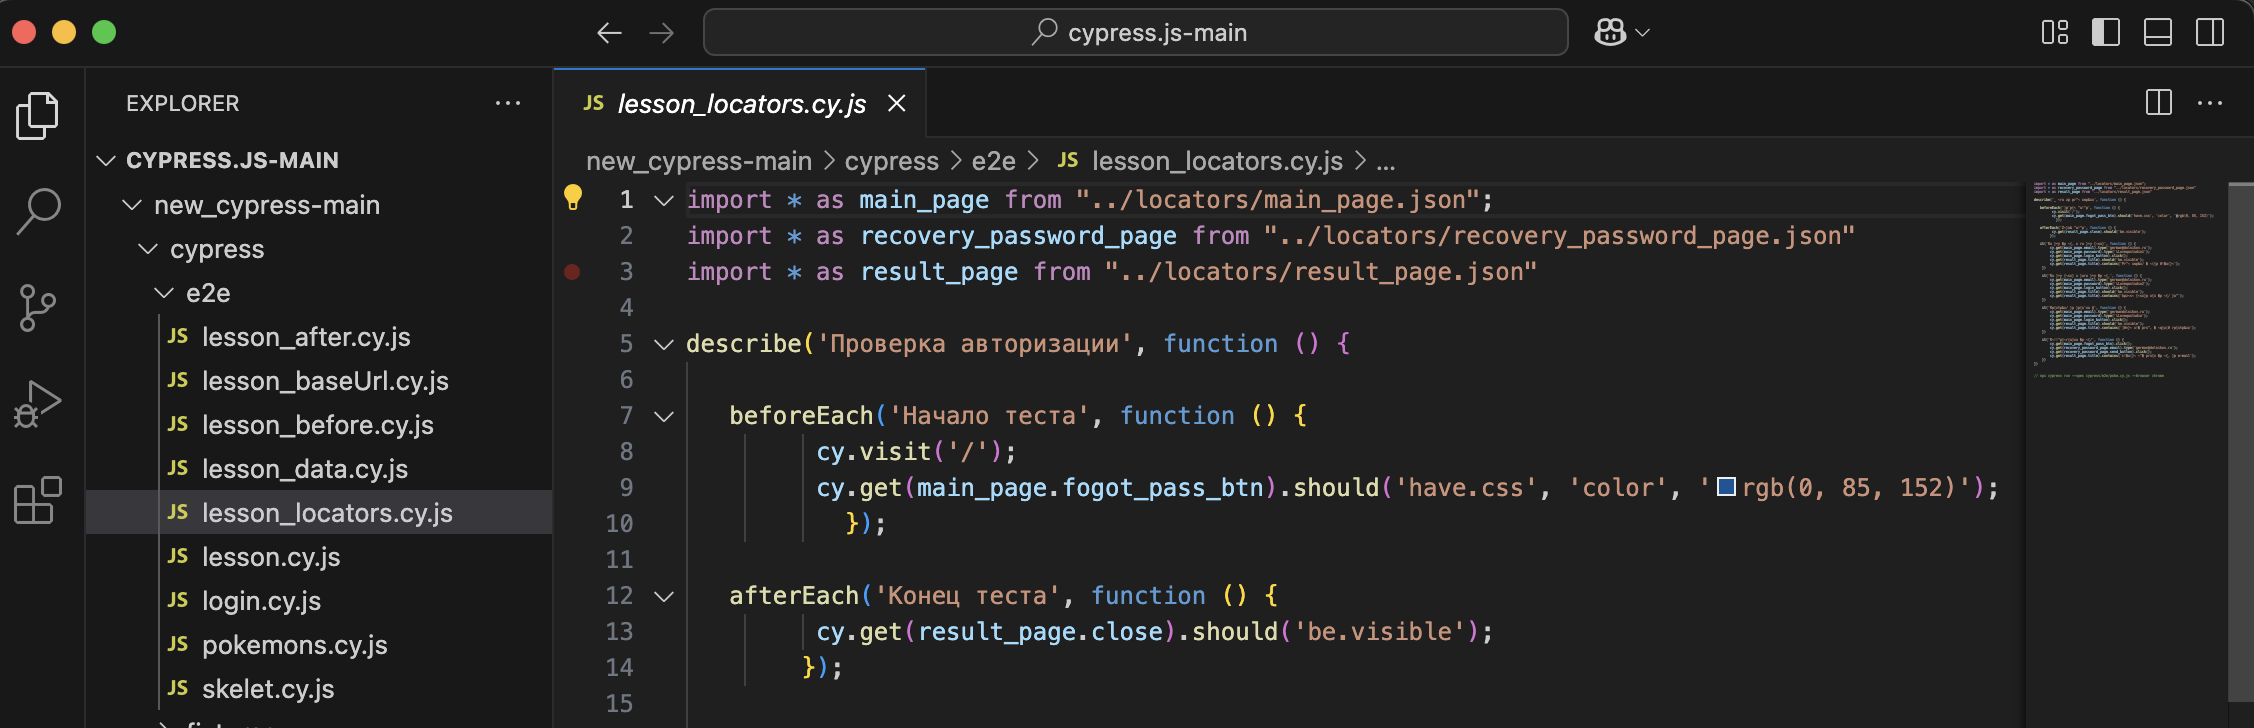 cypress.js-main
EXPLORER
CYPRESS.JS-MAIN
new_cypress-main
cypress
e2e
JS lesson_after.cy.js
JS lesson_baseUrl.cy.js
JS lesson_before.cy.js
JS lesson_data.cy.js
JS lesson_locators.cy.js
JS lesson.cy.js
JS login.cy.js
JS pokemons.cy.js
JS skelet.cy.js
JS lesson_locators.cy.js
new_cypress-main > cypress > e2e > JS lesson_locators.cy.js > ...
1 import * as main_page from "../locators/main_page.json";
2 import * as recovery_password_page from "../locators/recovery_password_page.json"
3 import * as result_page from "../locators/result_page.json"
4
5 describe('Проверка авторизации', function () {
6
7 beforeEach('Начало теста', function () {
8 cy.visit('/');
9 cy.get(main_page.fogot_pass_btn).should('have.css', 'color', 'rgb(0, 85, 152)');
10 });
11
12 afterEach('Конец теста', function () {
13 cy.get(result_page.close).should('be.visible');
14 });
15